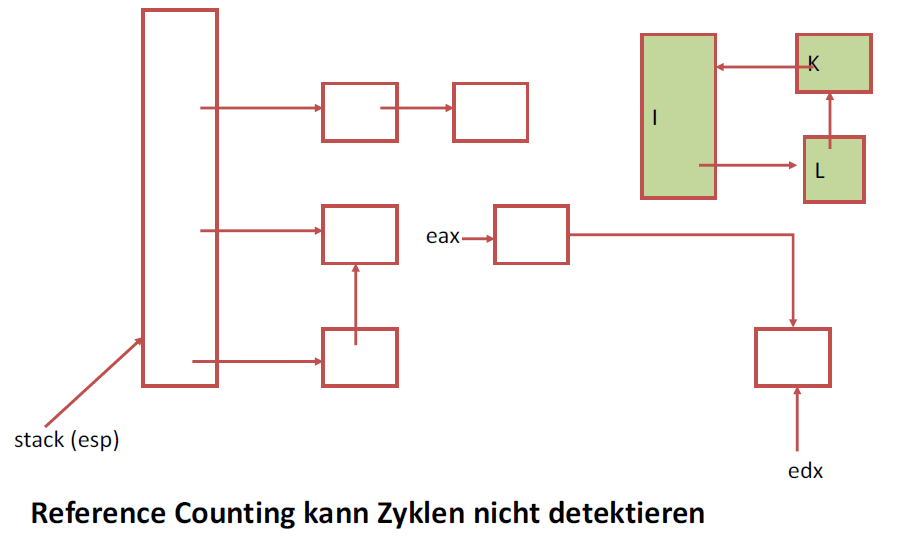 K
I
L
eax
stack (esp)
edx
Reference Counting kann Zyklen nicht detektieren